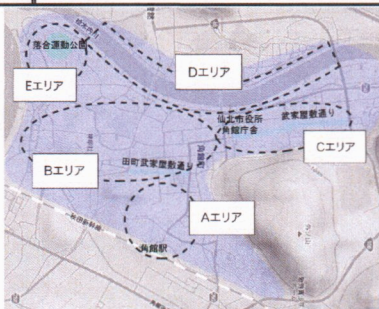 落合運動公園
Eエリア
Dエリア
仙北市役所
角館庁舎
武家屋敷通り
Cエリア
Bエリア
田町武家屋敷通り
Aエリア
角館駅